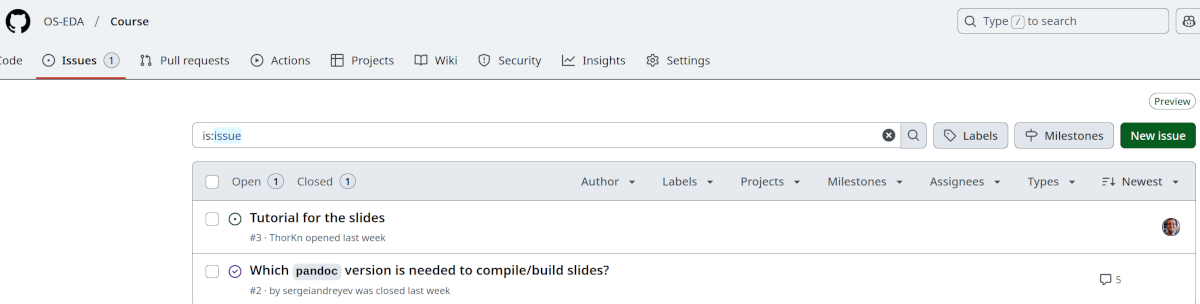 OS-EDA / Course
Type / to search
ode Issues 1 Pull requests Actions Projects Wiki Security Insights Settings
Preview
is:issue Labels Milestones New issue
Open 1 Closed 1 Author Labels Projects Milestones Assignees Types Newest
Tutorial for the slides
#3 · ThorKn opened last week
Which pandoc version is needed to compile/build slides?
5
#2 · by sergeiandreyev was closed last week